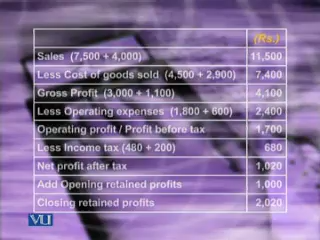 (Rs.)
Sales (7,500 + 4,000) 11,500
Less Cost of goods sold (4,500 + 2,900) 7,400
Gross Profit (3,000 + 1,100) 4,100
Less Operating expenses (1,800 + 600) 2,400
Operating profit / Profit before tax 1,700
Less Income tax (480 + 200) 680
Net profit after tax 1,020
Add Opening retained profits 1,000
Closing retained profits 2,020
VU